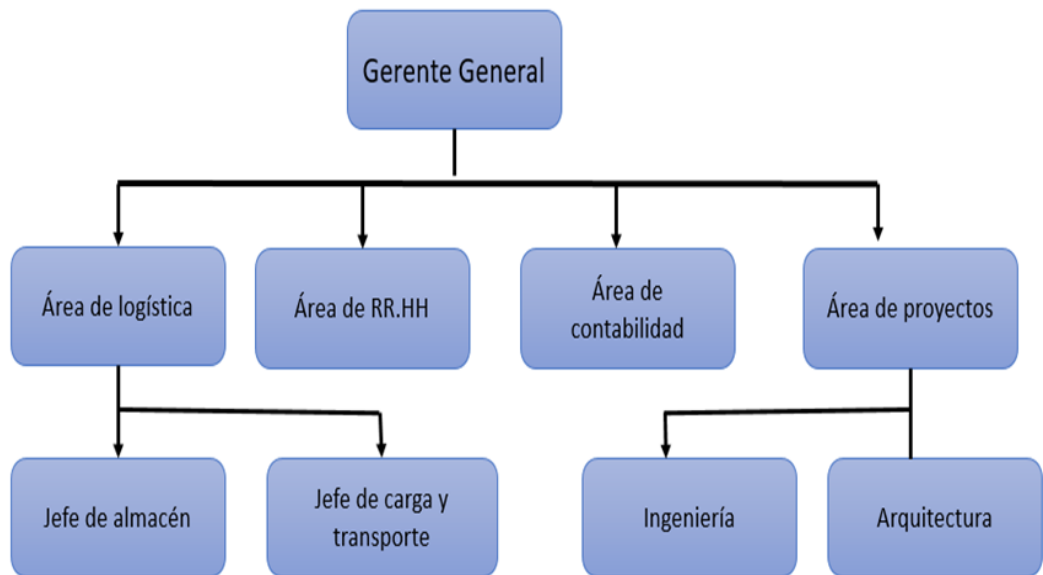 Gerente General
Área de logística
Área de RR.HH
Área de
contabilidad
Área de proyectos
Jefe de almacén
Jefe de carga y
transporte
Ingeniería
Arquitectura